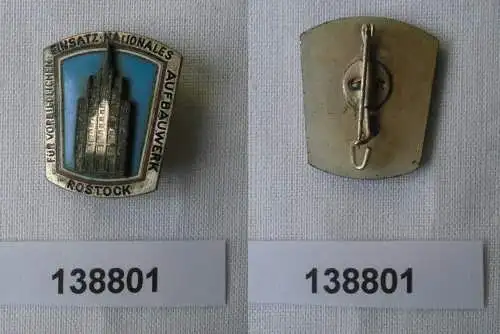 FÜR VORBILDLICHEN EINSATZ NATIONALES AUFBAUWERK
ROSTOCK
138801
138801